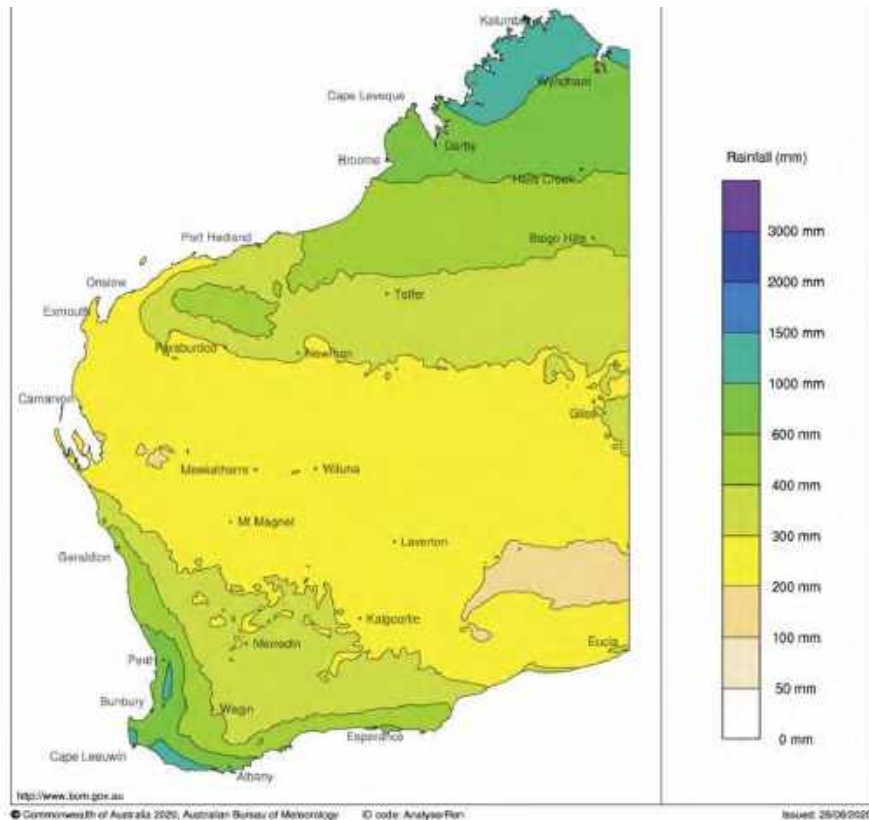 Kalumburu
Wyndham
Cape Leveque
Derby
Broome
Halls Creek
Port Hedland
Balgo Hills
Onslow
Telfer
Exmouth
Paraburdoo
Newman
Carnarvon
Giles
Meekatharra
Wiluna
Mt Magnet
Laverton
Geraldton
Kalgoorlie
Eucla
Merredin
Perth
Bunbury
Wagin
Esperance
Cape Leeuwin
Albany
Rainfall (mm)
3000 mm
2000 mm
1500 mm
1000 mm
600 mm
400 mm
300 mm
200 mm
100 mm
50 mm
0 mm
http://www.bom.gov.au
© Commonwealth of Australia 2020, Australian Bureau of Meteorology ID code: AnalyserRen Issued: 28/08/2020